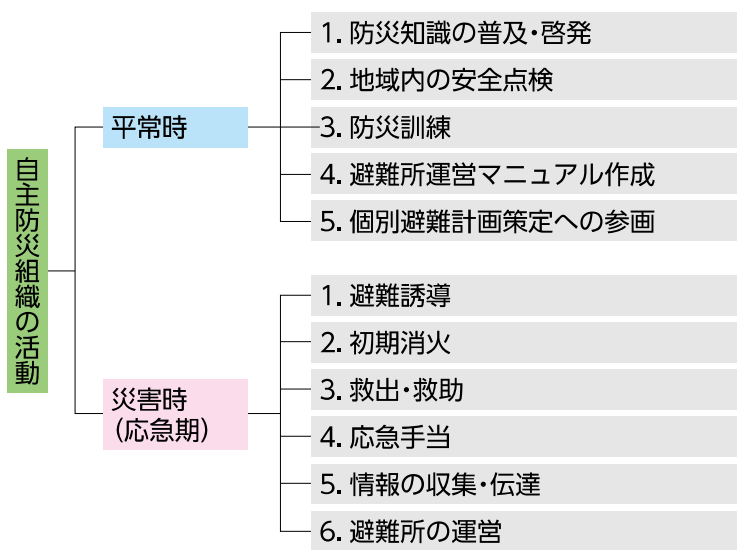 自主防災組織の活動
平常時
1. 防災知識の普及・啓発
2. 地域内の安全点検
3. 防災訓練
4. 避難所運営マニュアル作成
5. 個別避難計画策定への参画
災害時
（応急期）
1. 避難誘導
2. 初期消火
3. 救出・救助
4. 応急手当
5. 情報の収集・伝達
6. 避難所の運営